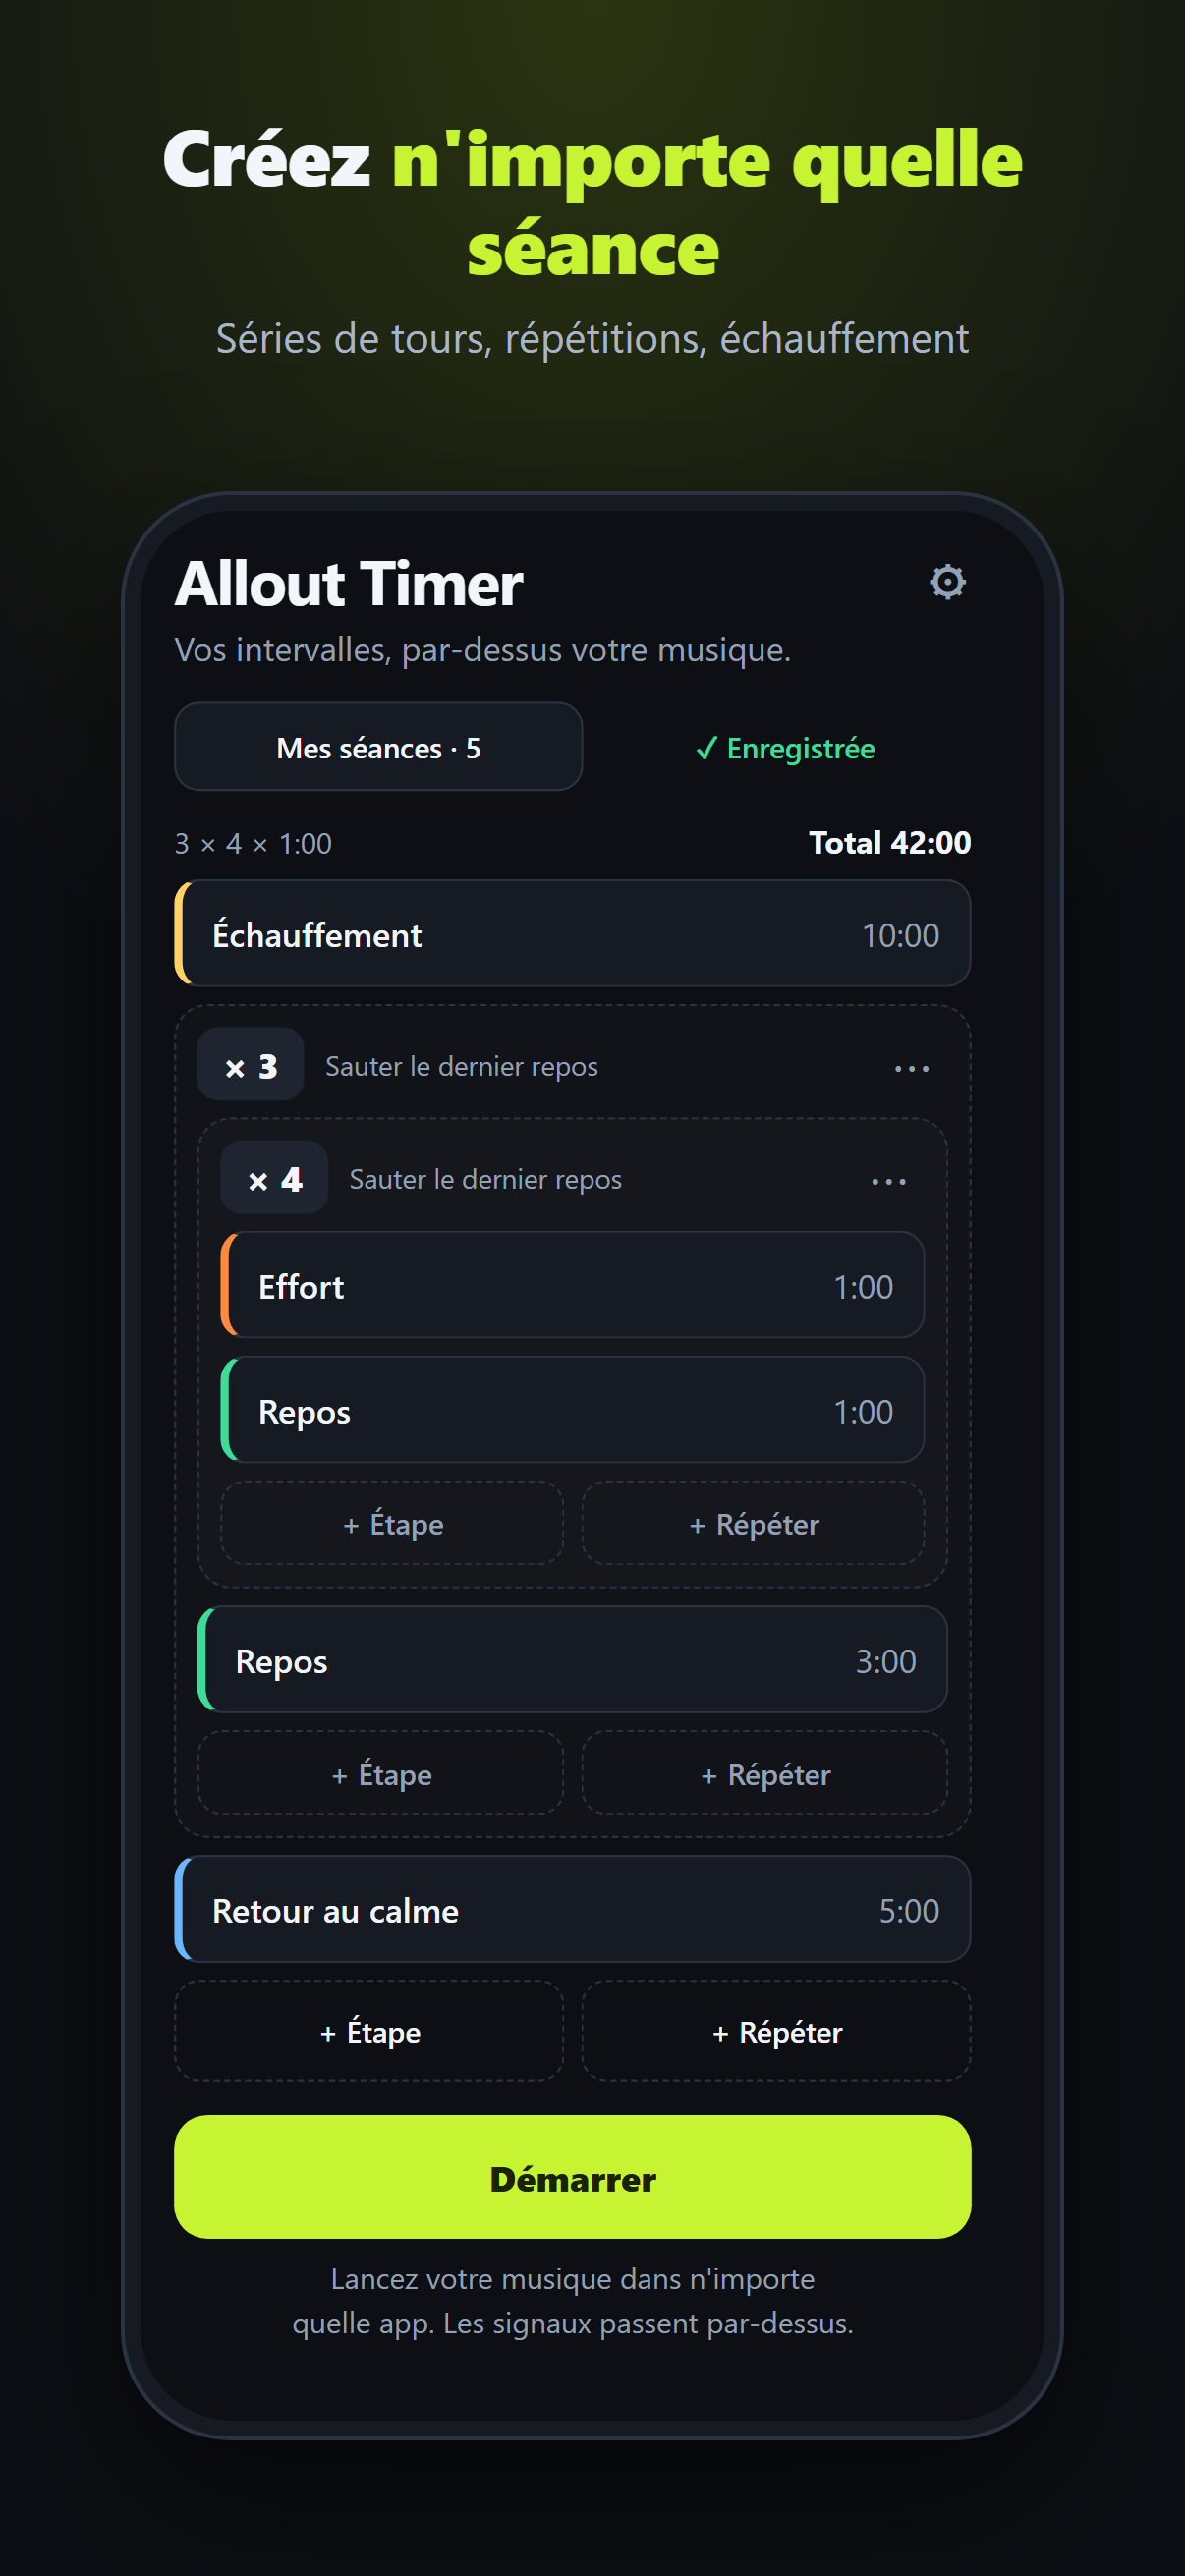 Créez n'importe quelle
séance
Séries de tours, répétitions, échauffement
Allout Timer
Vos intervalles, par-dessus votre musique.
Mes séances · 5
✓ Enregistrée
3 × 4 × 1:00
Total 42:00
Échauffement 10:00
× 3 Sauter le dernier repos ...
× 4 Sauter le dernier repos ...
Effort 1:00
Repos 1:00
+ Étape + Répéter
Repos 3:00
+ Étape + Répéter
Retour au calme 5:00
+ Étape + Répéter
Démarrer
Lancez votre musique dans n'importe
quelle app. Les signaux passent par-dessus.